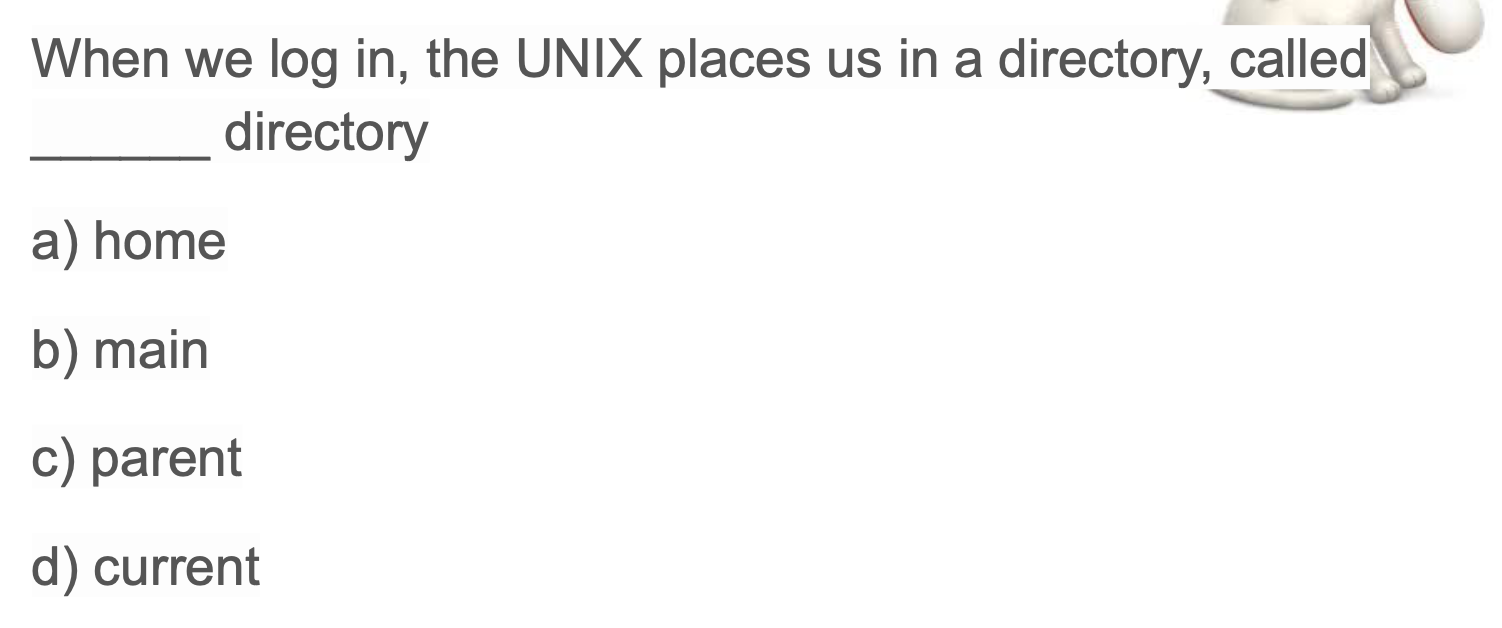 When we log in, the UNIX places us in a directory, called
______ directory
a) home
b) main
c) parent
d) current